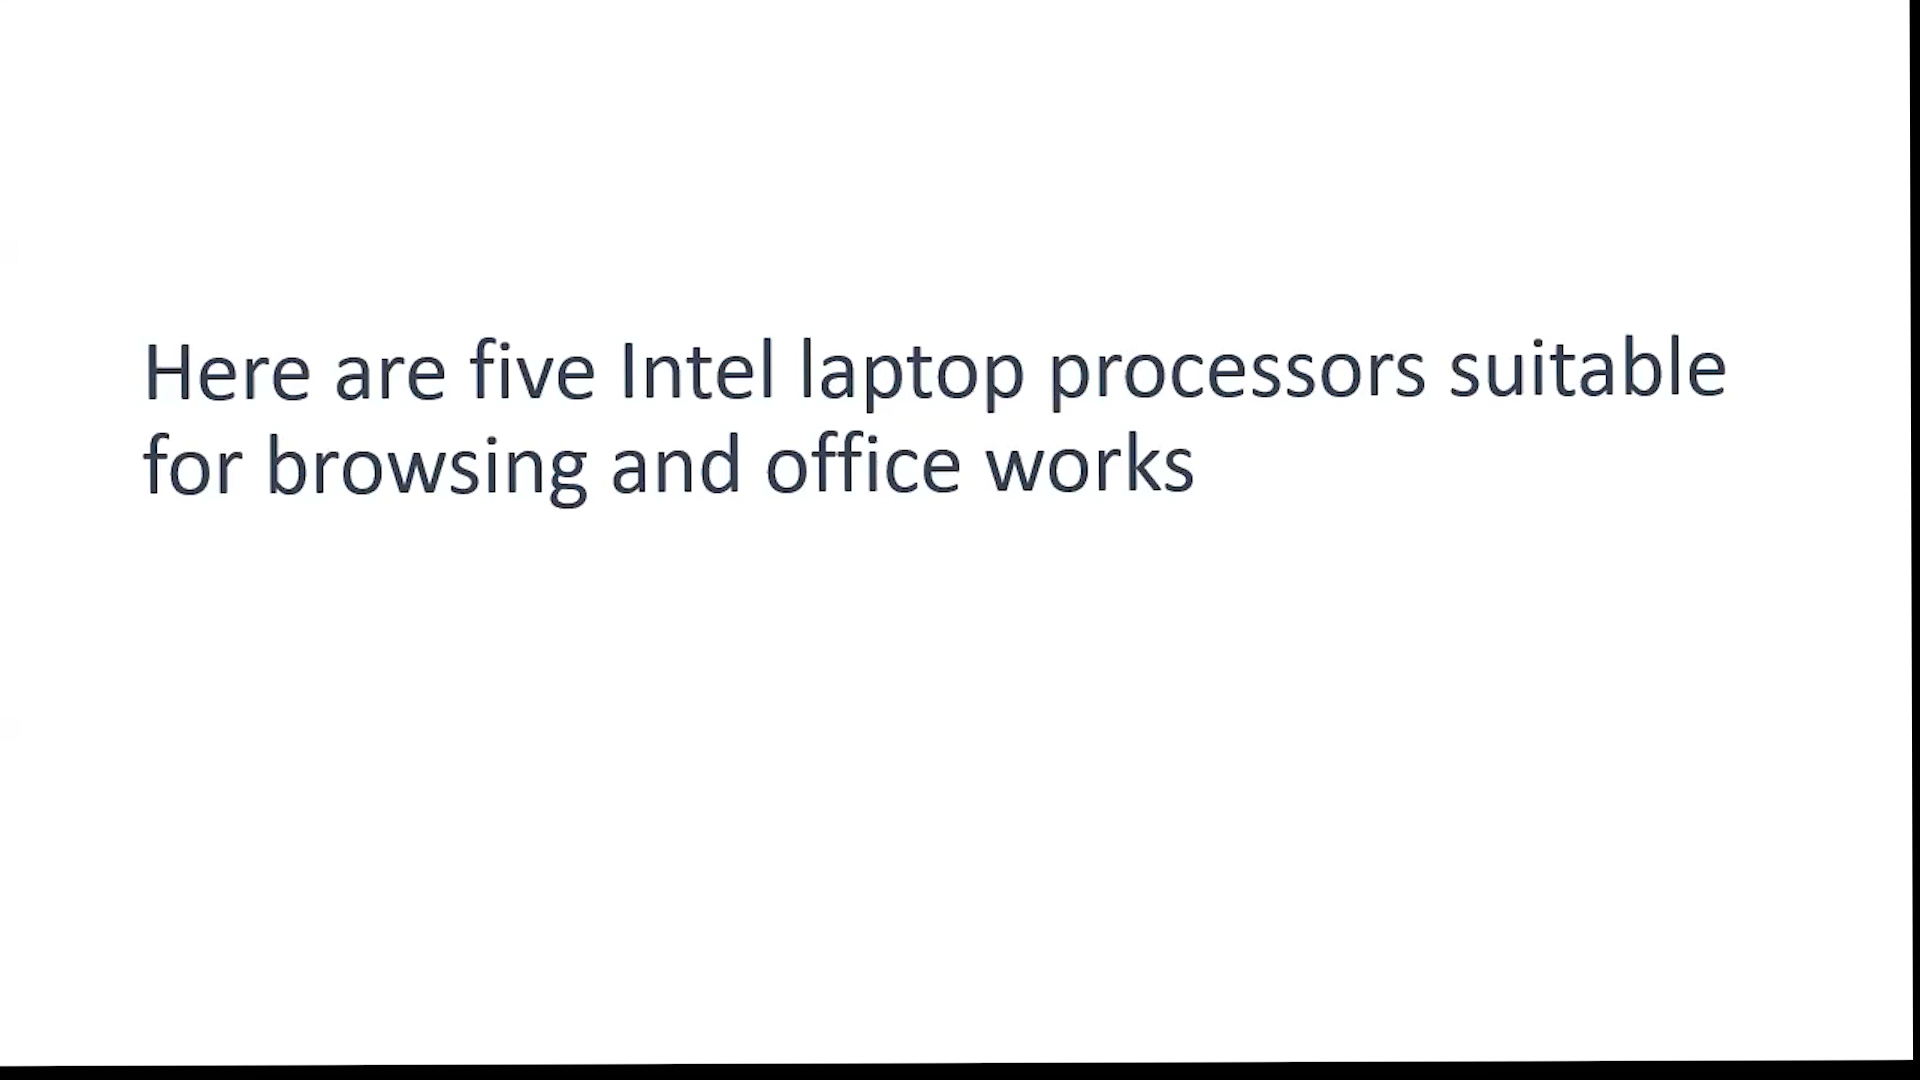 Here are five Intel laptop processors suitable
for browsing and office works